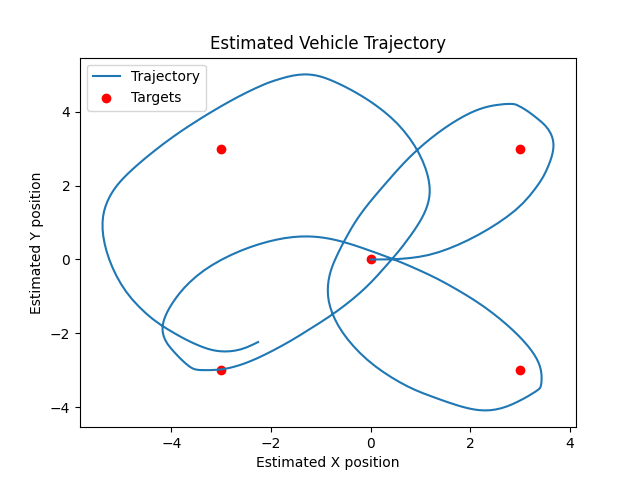 Estimated Vehicle Trajectory
Trajectory
Targets
Estimated Y position
4
2
0
−2
−4
−4
−2
0
2
4
Estimated X position